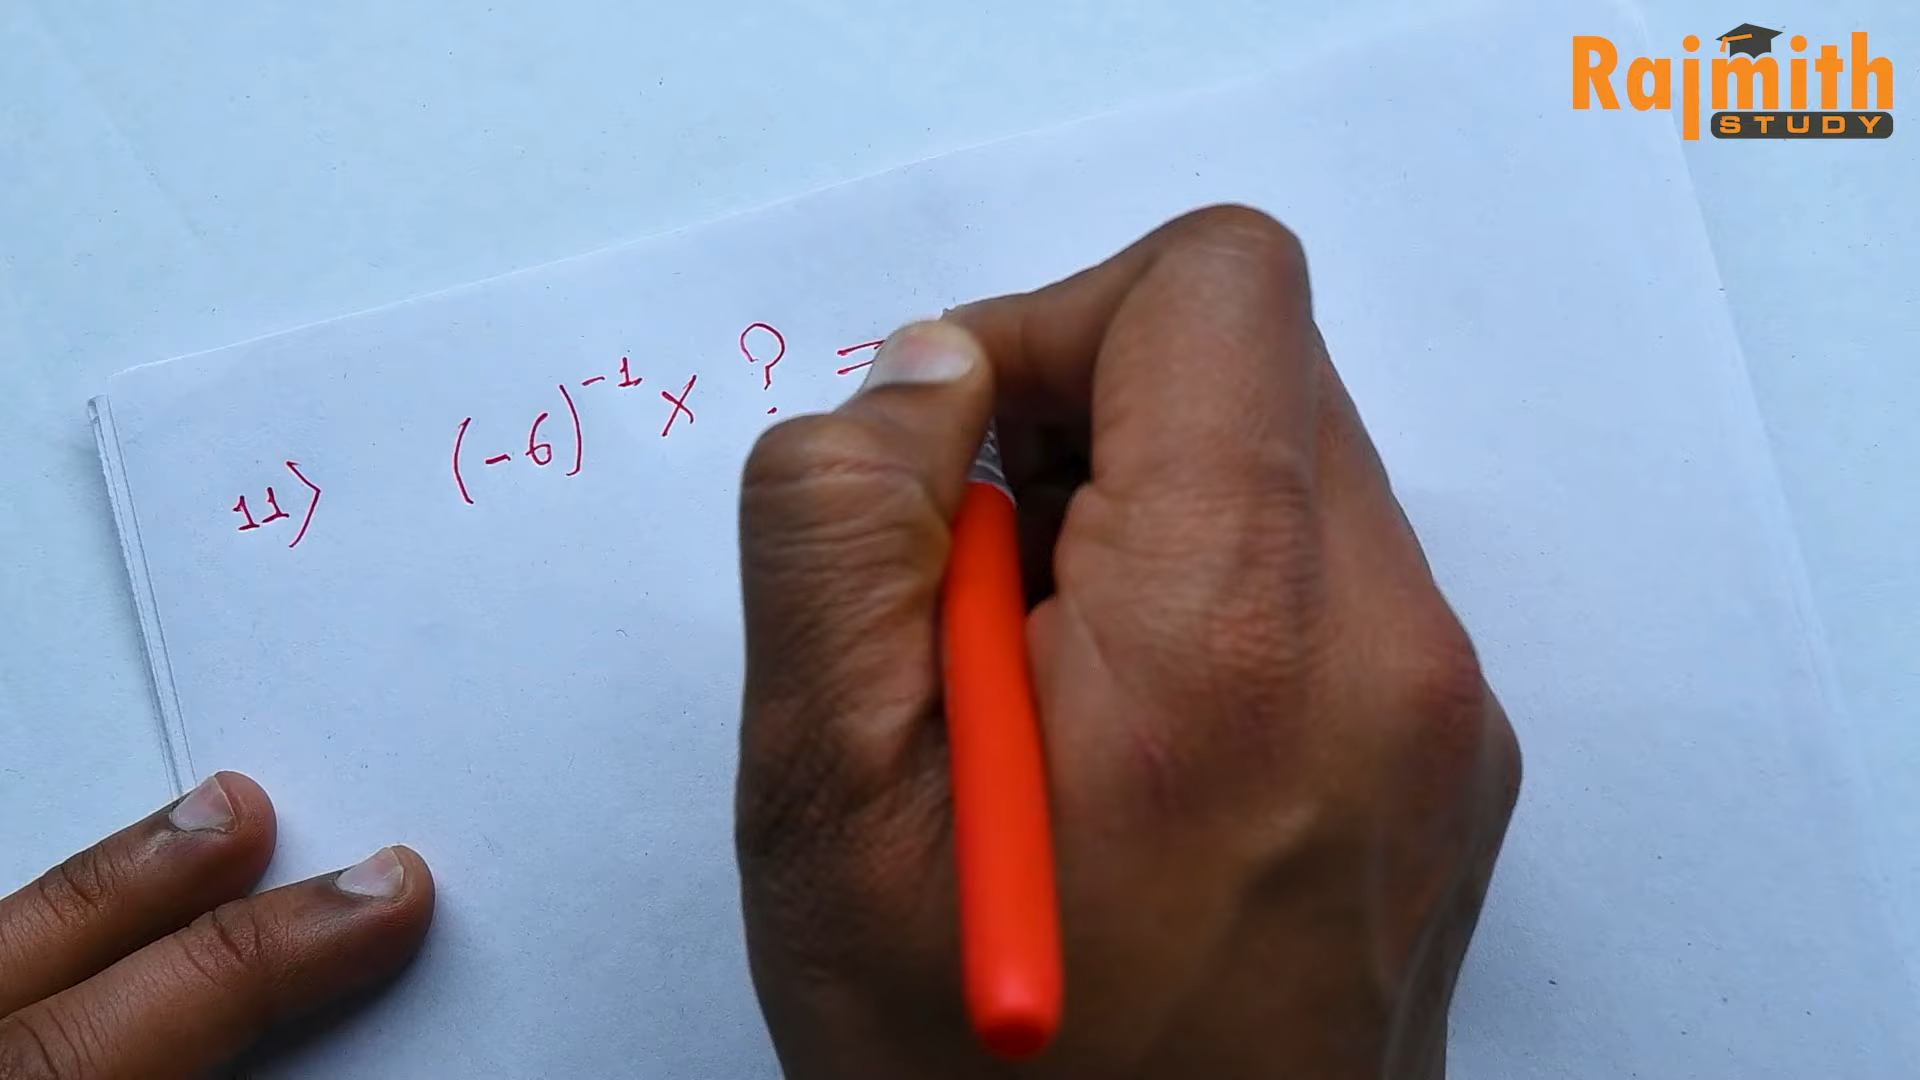 Rajmith
STUDY
11) (-6)⁻¹ × ? =